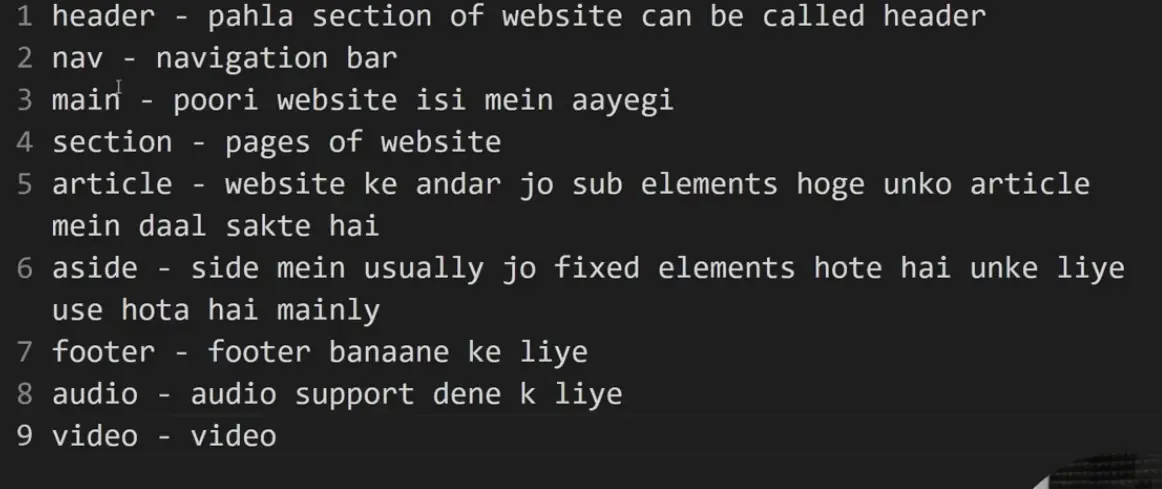 1 header - pahla section of website can be called header
2 nav - navigation bar
3 main - poori website isi mein aayegi
4 section - pages of website
5 article - website ke andar jo sub elements hoge unko article
mein daal sakte hai
6 aside - side mein usually jo fixed elements hote hai unke liye
use hota hai mainly
7 footer - footer banaane ke liye
8 audio - audio support dene k liye
9 video - video